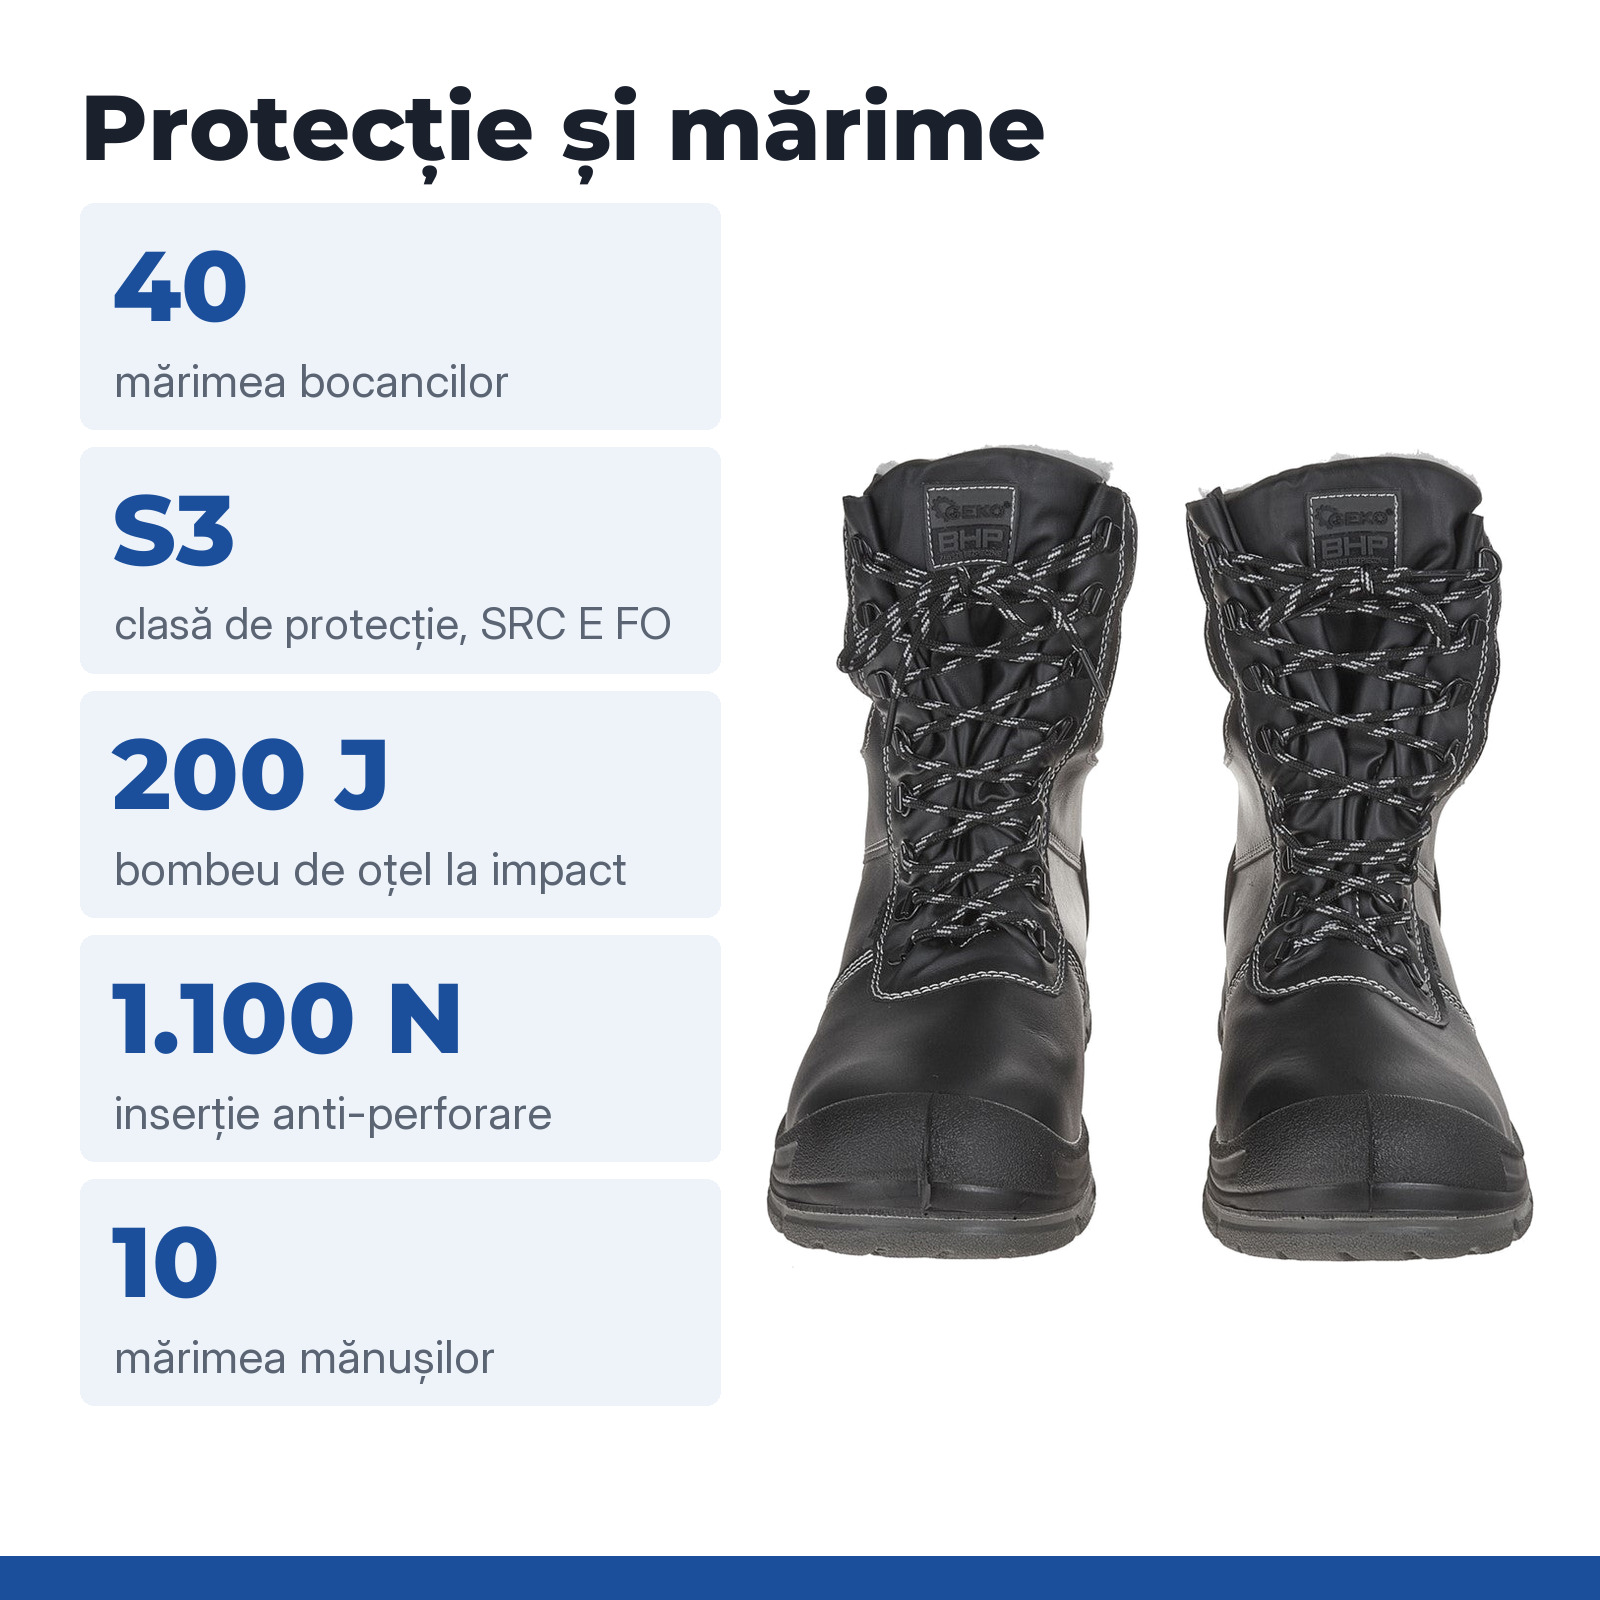 Protecție și mărime
40
mărimea bocancilor
S3
clasă de protecție, SRC E FO
200 J
bombeu de oțel la impact
1.100 N
inserție anti-perforare
10
mărimea mănușilor
GEKO
BHP
GEKO
BHP